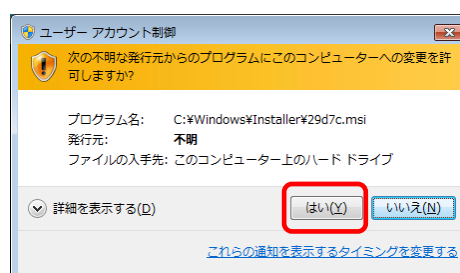 ユーザー アカウント制御
次の不明な発行元からのプログラムにこのコンピューターへの変更を許
可しますか?
プログラム名: C:¥Windows¥Installer¥29d7c.msi
発行元: 不明
ファイルの入手先: このコンピューター上のハード ドライブ
詳細を表示する(D) はい(Y) いいえ(N)
これらの通知を表示するタイミングを変更する